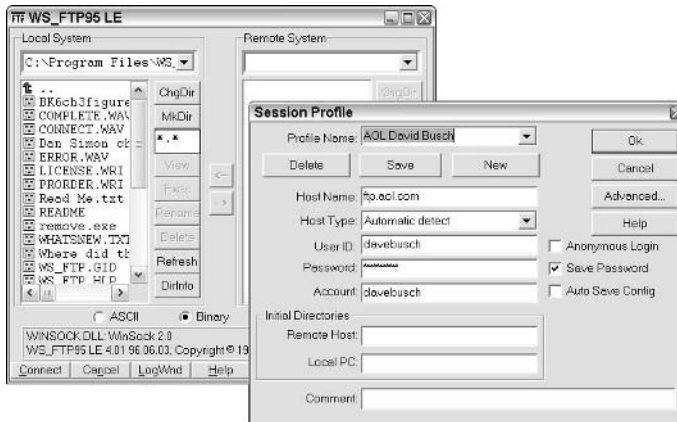 WS_FTP95 LE
Local System
Remote System
C:\Program Files\WS_
..
BK6ch3figure
COMPLETE.WAV
CONNECT.WAV
Dan Simon ch
ERROR.WAV
LICENSE.WRI
PRORDER.WRI
Read Me.txt
README
remove.exe
WHATSNEW.TXT
Where did th
WS_FTP.GID
WS_FTP.HLP
ChgDir
MkDir
*.*
View
Exec
Rename
Delete
Refresh
DirInfo
<-
->
ChgDir
ASCII
Binary
WINSOCK.DLL: WinSock 2.0
WS_FTP95 LE 4.01 96.06.03, Copyright © 19
Connect
Cancel
LogWnd
Help
Session Profile
Profile Name: AOL David Busch
Ok
Delete
Save
New
Cancel
Host Name: ftp.aol.com
Advanced...
Host Type: Automatic detect
Help
User ID: davebusch
Anonymous Login
Password:
Save Password
Account: davebusch
Auto Save Config
Initial Directories
Remote Host:
Local PC:
Comment: